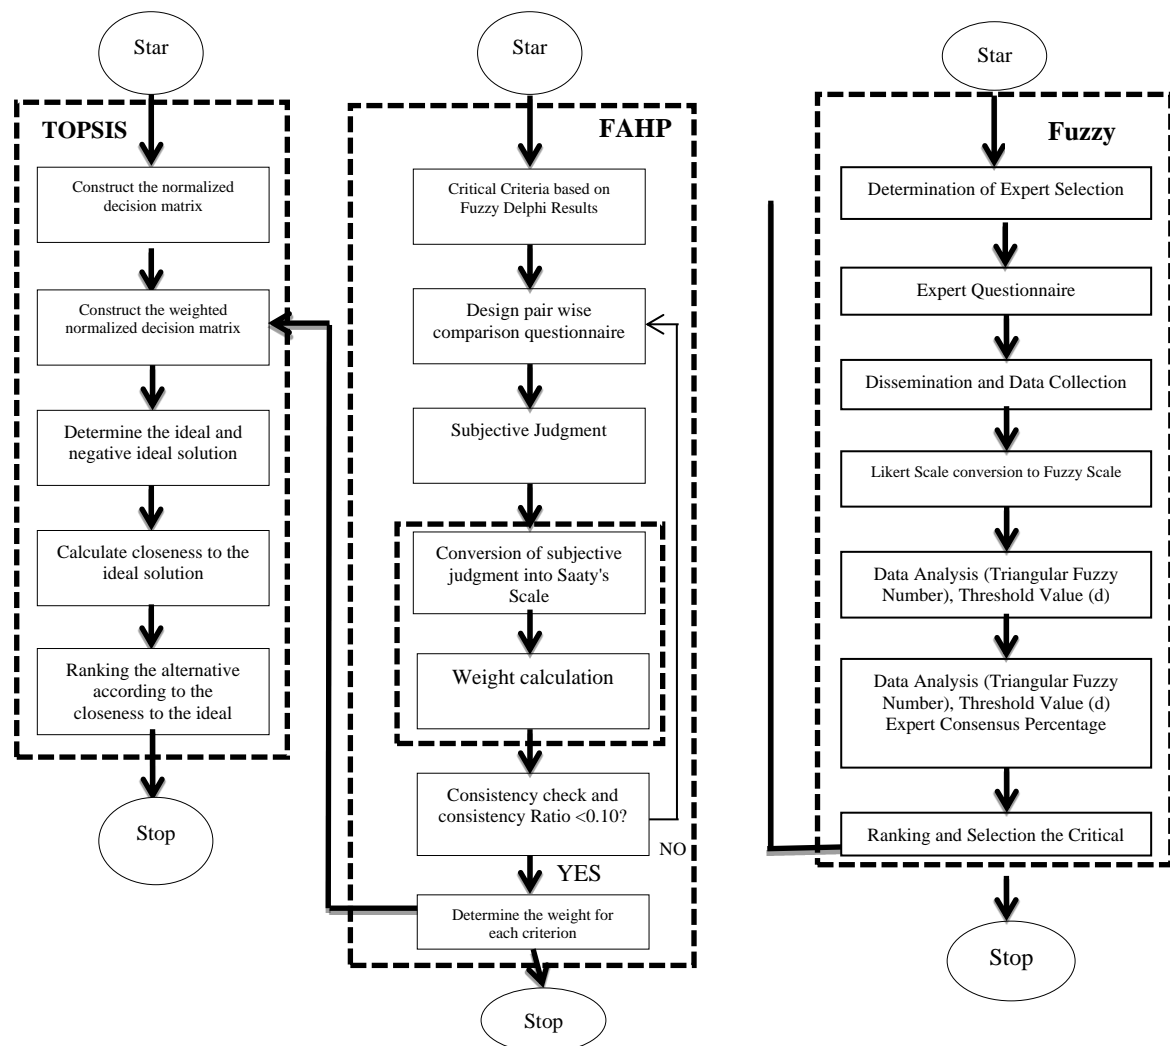 Star
TOPSIS
Construct the normalized
decision matrix
Construct the weighted
normalized decision matrix
Determine the ideal and
negative ideal solution
Calculate closeness to the
ideal solution
Ranking the alternative
according to the
closeness to the ideal
Stop
Star
FAHP
Critical Criteria based on
Fuzzy Delphi Results
Design pair wise
comparison questionnaire
Subjective Judgment
Conversion of subjective
judgment into Saaty's
Scale
Weight calculation
Consistency check and
consistency Ratio <0.10?
NO
YES
Determine the weight for
each criterion
Stop
Star
Fuzzy
Determination of Expert Selection
Expert Questionnaire
Dissemination and Data Collection
Likert Scale conversion to Fuzzy Scale
Data Analysis (Triangular Fuzzy
Number), Threshold Value (d)
Data Analysis (Triangular Fuzzy
Number), Threshold Value (d)
Expert Consensus Percentage
Ranking and Selection the Critical
Stop